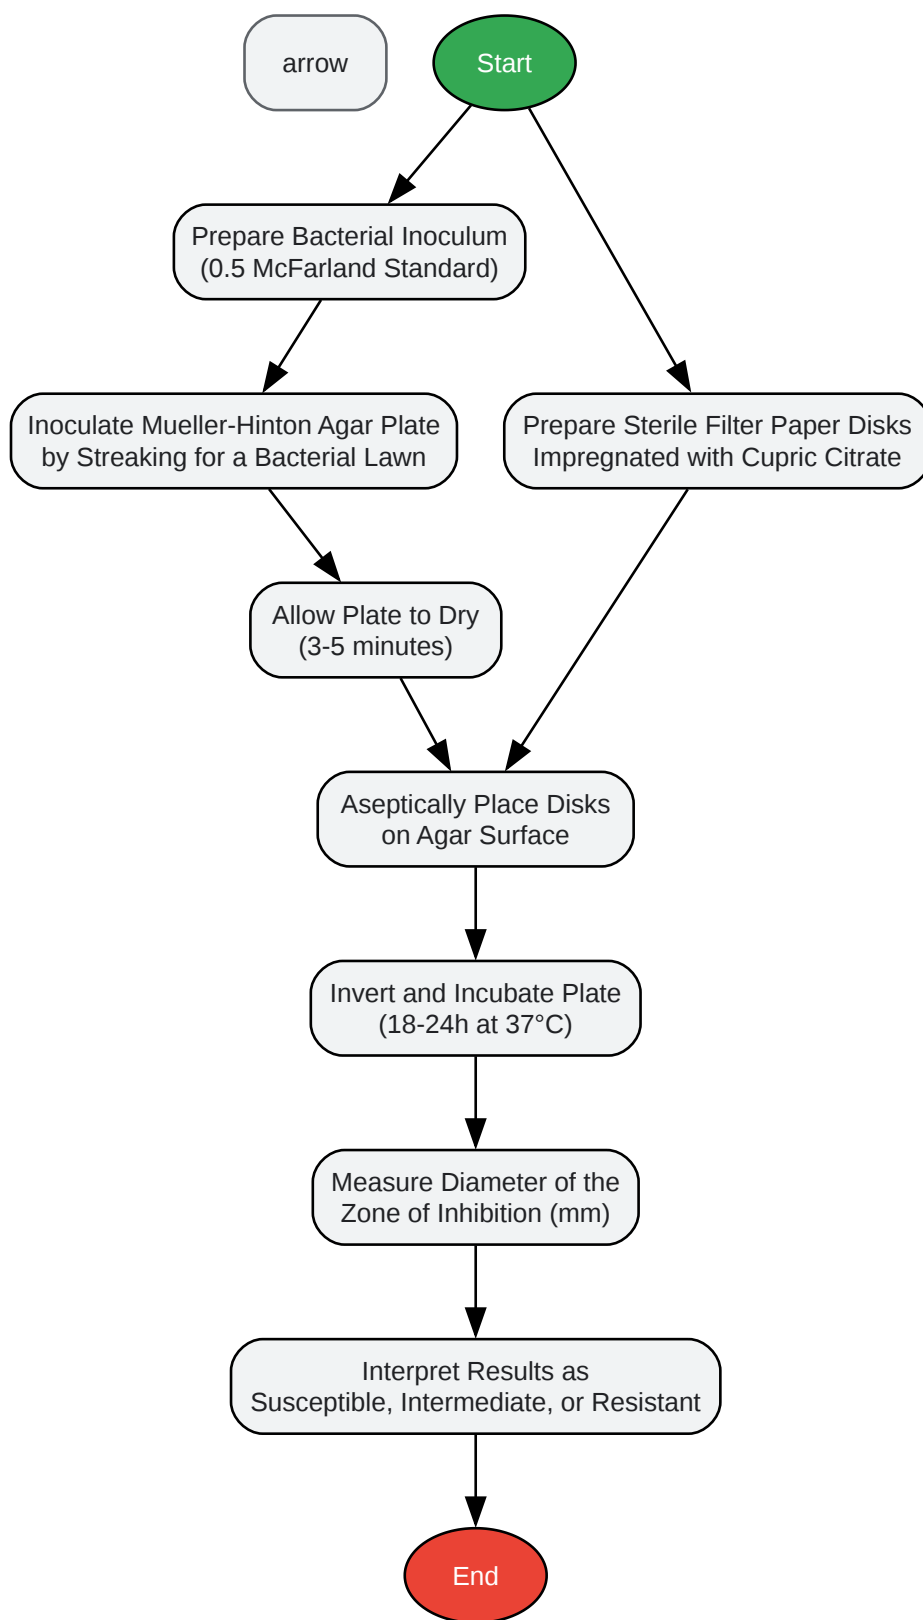 arrow
Start
Prepare Bacterial Inoculum
(0.5 McFarland Standard)
Inoculate Mueller-Hinton Agar Plate
by Streaking for a Bacterial Lawn
Prepare Sterile Filter Paper Disks
Impregnated with Cupric Citrate
Allow Plate to Dry
(3-5 minutes)
Aseptically Place Disks
on Agar Surface
Invert and Incubate Plate
(18-24h at 37°C)
Measure Diameter of the
Zone of Inhibition (mm)
Interpret Results as
Susceptible, Intermediate, or Resistant
End